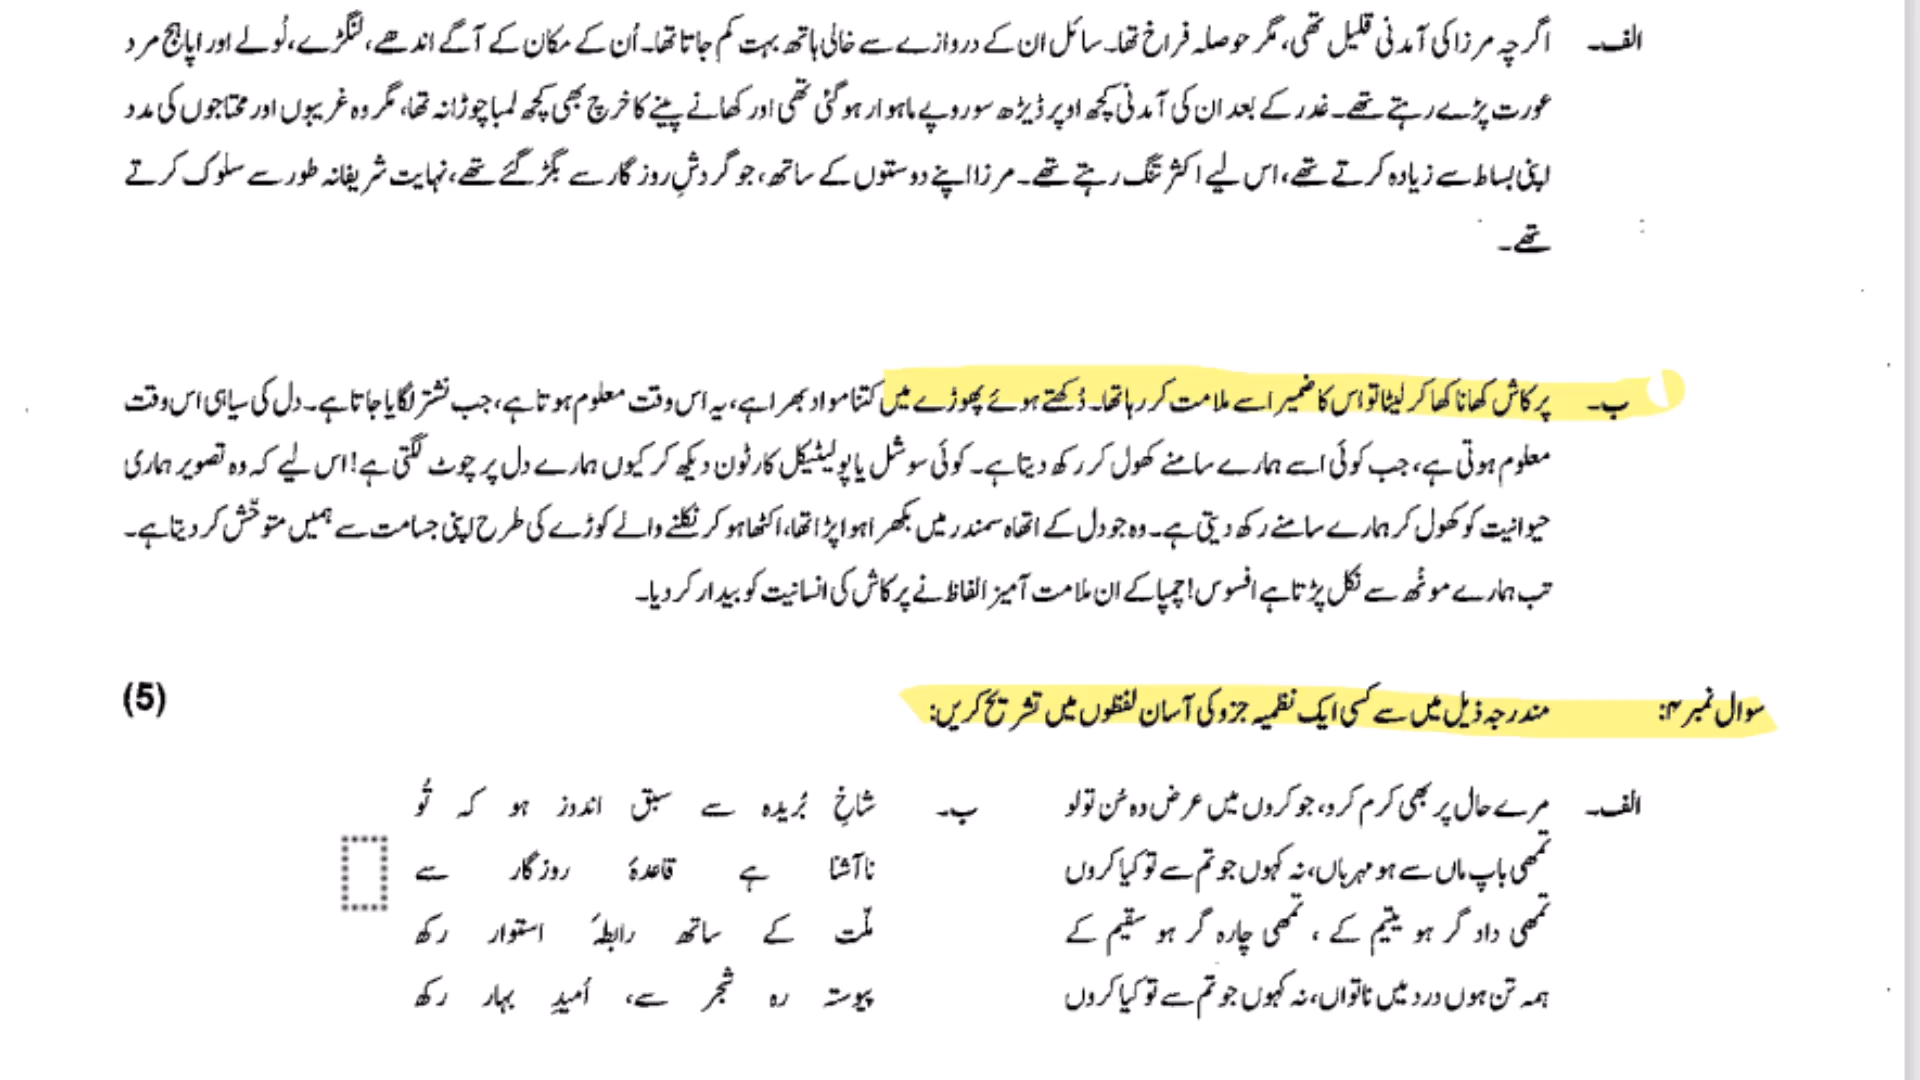 الف۔ اگرچہ مرزا کی آمدنی قلیل تھی، مگر حوصلہ فراخ تھا۔ سائل ان کے دروازے سے خالی ہاتھ بہت کم جاتا تھا۔ اُن کے مکان کے آگے اندھے، لنگڑے، لُولے اور اپاہج مرد
عورت پڑے رہتے تھے۔ غدر کے بعد ان کی آمدنی کچھ اوپر ڈیڑھ سو روپے ماہوار ہو گئی تھی اور کھانے پینے کا خرچ بھی کچھ لمبا چوڑا نہ تھا، مگر وہ غریبوں اور محتاجوں کی مدد
اپنی بساط سے زیادہ کرتے تھے، اس لیے اکثر تنگ رہتے تھے۔ مرزا اپنے دوستوں کے ساتھ، جو گردشِ روزگار سے بگڑ گئے تھے، نہایت شریفانہ طور سے سلوک کرتے
تھے۔
ب۔ پرکاش کھانا کھا کر لیٹا تو اس کا ضمیر اسے ملامت کر رہا تھا۔ دُکھتے ہوئے پھوڑے میں کتنا مواد بھرا ہے، یہ اس وقت معلوم ہوتا ہے، جب نشتر لگایا جاتا ہے۔ دل کی سیاہی اس وقت
معلوم ہوتی ہے، جب کوئی اسے ہمارے سامنے کھول کر رکھ دیتا ہے۔ کوئی سوشل یا پولیٹیکل کارٹون دیکھ کر کیوں ہمارے دل پر چوٹ لگتی ہے! اس لیے کہ وہ تصویر ہماری
حیوانیت کو کھول کر ہمارے سامنے رکھ دیتی ہے۔ وہ جو دل کے اتھاہ سمندر میں بکھرا ہوا پڑا تھا، اکٹھا ہو کر نکلنے والے کوڑے کی طرح اپنی جسامت سے ہمیں متوحّش کر دیتا ہے۔
تب ہمارے مونھ سے نکل پڑتا ہے افسوس! چمپا کے ان ملامت آمیز الفاظ نے پرکاش کی انسانیت کو بیدار کر دیا۔
سوال نمبر ۴: مندرجہ ذیل میں سے کسی ایک نظمیہ جزو کی آسان لفظوں میں تشریح کریں: (5)
الف۔ مرے حال پر بھی کرم کرو، جو کروں میں عرض وہ سُن تو لو
تمھی باپ ماں سے ہو مہرباں، نہ کہوں جو تم سے تو کیا کروں
تمھی داد گر ہو یتیم کے ، تمھی چارہ گر ہو سقیم کے
ہمہ تن ہوں درد میں ناتواں، نہ کہوں جو تم سے تو کیا کروں
ب۔ شاخِ بُریدہ سے سبق اندوز ہو کہ تُو
ناآشنا ہے قاعدۂ روزگار سے
ملّت کے ساتھ رابطۂ استوار رکھ
پیوستہ رہ شجر سے، اُمیدِ بہار رکھ